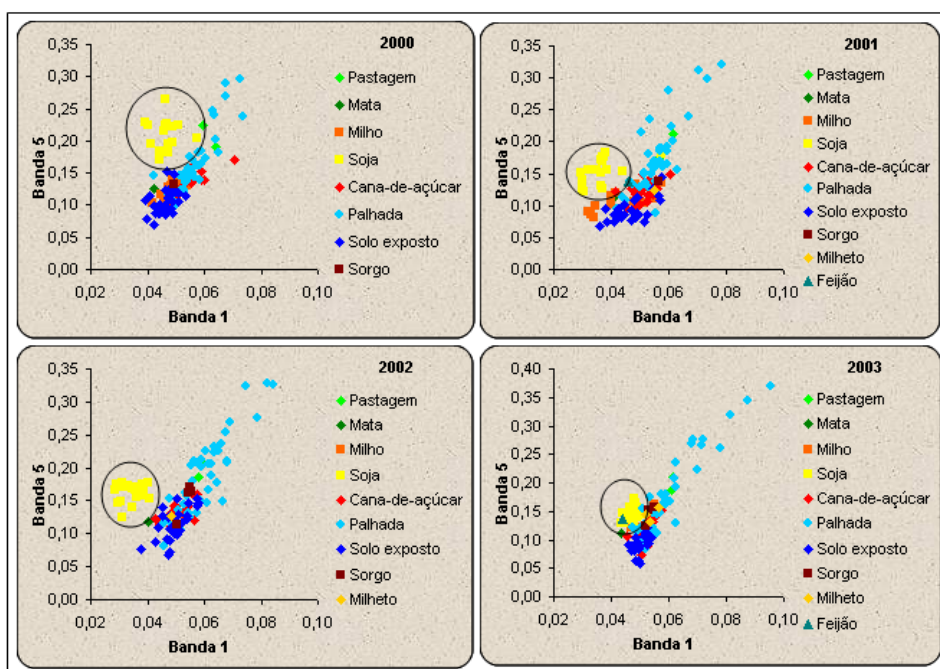 2000
0,35
0,30
0,25
0,20
0,15
0,10
0,05
0,00
0,02 0,04 0,06 0,08 0,10
Banda 5
Banda 1
Pastagem
Mata
Milho
Soja
Cana-de-açúcar
Palhada
Solo exposto
Sorgo
2001
0,35
0,30
0,25
0,20
0,15
0,10
0,05
0,00
0,02 0,04 0,06 0,08 0,10
Banda 5
Banda 1
Pastagem
Mata
Milho
Soja
Cana-de-açúcar
Palhada
Solo exposto
Sorgo
Milheto
Feijão
2002
0,35
0,30
0,25
0,20
0,15
0,10
0,05
0,00
0,02 0,04 0,06 0,08 0,10
Banda 5
Banda 1
Pastagem
Mata
Milho
Soja
Cana-de-açúcar
Palhada
Solo exposto
Sorgo
Milheto
2003
0,40
0,35
0,30
0,25
0,20
0,15
0,10
0,05
0,00
0,02 0,04 0,06 0,08 0,10
Banda 5
Banda 1
Pastagem
Mata
Milho
Soja
Cana-de-açúcar
Palhada
Solo exposto
Sorgo
Milheto
Feijão